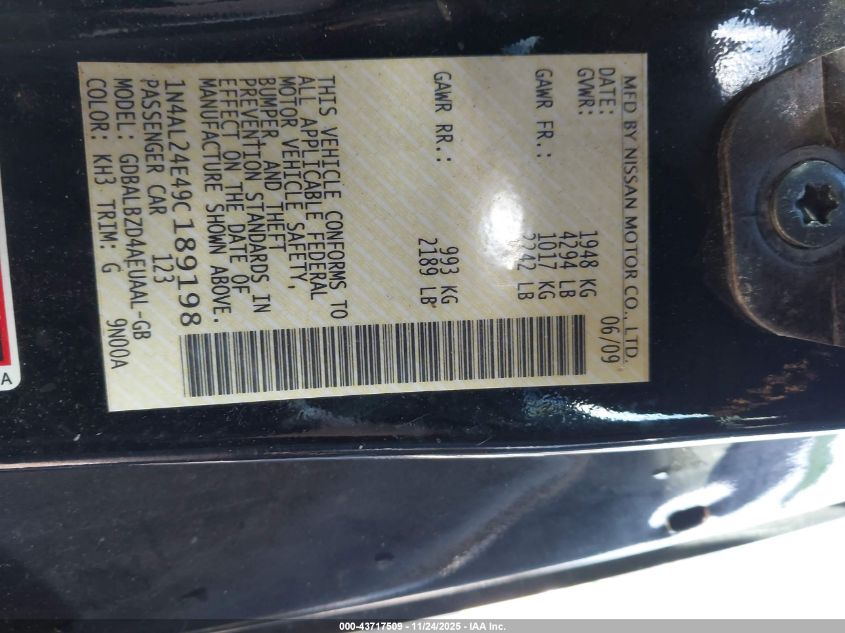 MFD BY NISSAN MOTOR CO., LTD.
DATE: 06/09
GVWR: 1948 KG
4294 LB
GAWR FR.: 1017 KG
2242 LB
GAWR RR.: 993 KG
2189 LB
THIS VEHICLE CONFORMS TO
ALL APPLICABLE FEDERAL
MOTOR VEHICLE SAFETY,
BUMPER AND THEFT
PREVENTION STANDARDS IN
EFFECT ON THE DATE OF
MANUFACTURE SHOWN ABOVE.
1N4AL24E49C189198
PASSENGER CAR 123
MODEL: GDBALBZD4AEUAAL-GB
COLOR: KH3 TRIM: G 9N00A
A
000-43717509 - 11/24/2025 - IAA Inc.